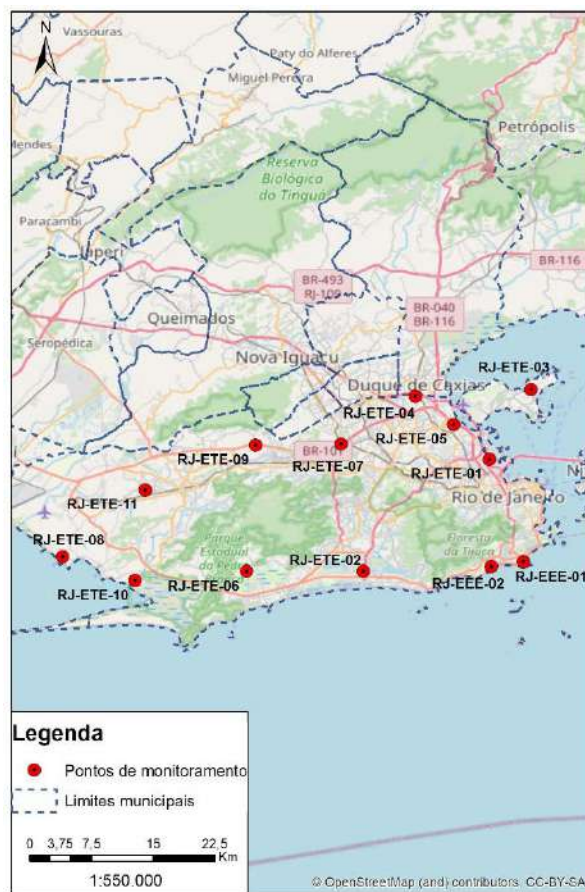 N
Vassouras
Paty do Alferes
Miguel Pereira
Petrópolis
Mendes
Reserva
Biológica
do Tinguá
Paracambi
Japeri
BR-116
BR-493
RJ-109
BR-040
BR-116
Queimados
Seropédica
Nova Iguaçu
RJ-ETE-03
Duque de Caxias
RJ-ETE-04
RJ-ETE-05
RJ-ETE-09
BR-101
RJ-ETE-07
RJ-ETE-01
Rio de Janeiro
RJ-ETE-11
RJ-ETE-08
Parque
Estadual
da Pedra
Floresta
da Tijuca
RJ-ETE-10
RJ-ETE-06
RJ-ETE-02
RJ-EEE-02
RJ-EEE-01
Legenda
Pontos de monitoramento
Limites municipais
0 3,75 7,5 15 22,5
Km
1:550.000
© OpenStreetMap (and) contributors, CC-BY-SA